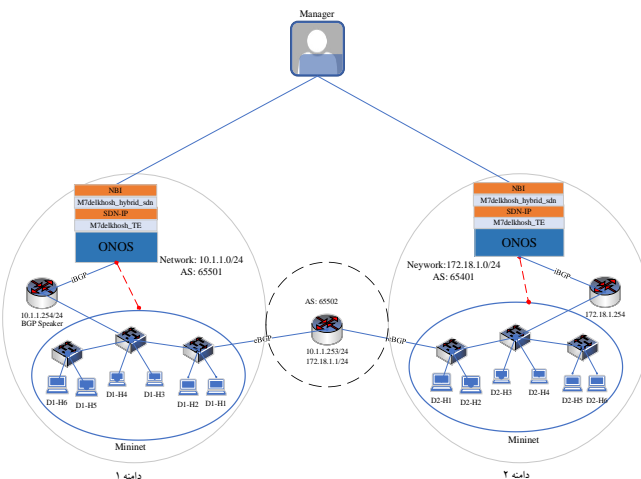 Manager
NBI
M7delkhosh_hybrid_sdn
SDN-IP
M7delkhosh_TE
ONOS
Network: 10.1.1.0/24
AS: 65501
iBGP
10.1.1.254/24
BGP Speaker
D1-H6
D1-H5
D1-H4
D1-H3
D1-H2
D1-H1
Mininet
دامنه ۱
eBGP
AS: 65502
10.1.1.253/24
172.18.1.1/24
eBGP
NBI
M7delkhosh_hybrid_sdn
SDN-IP
M7delkhosh_TE
ONOS
Neywork:172.18.1.0/24
AS: 65401
iBGP
172.18.1.254
D2-H1
D2-H2
D2-H3
D2-H4
D2-H5
D2-H6
Mininet
دامنه ۲